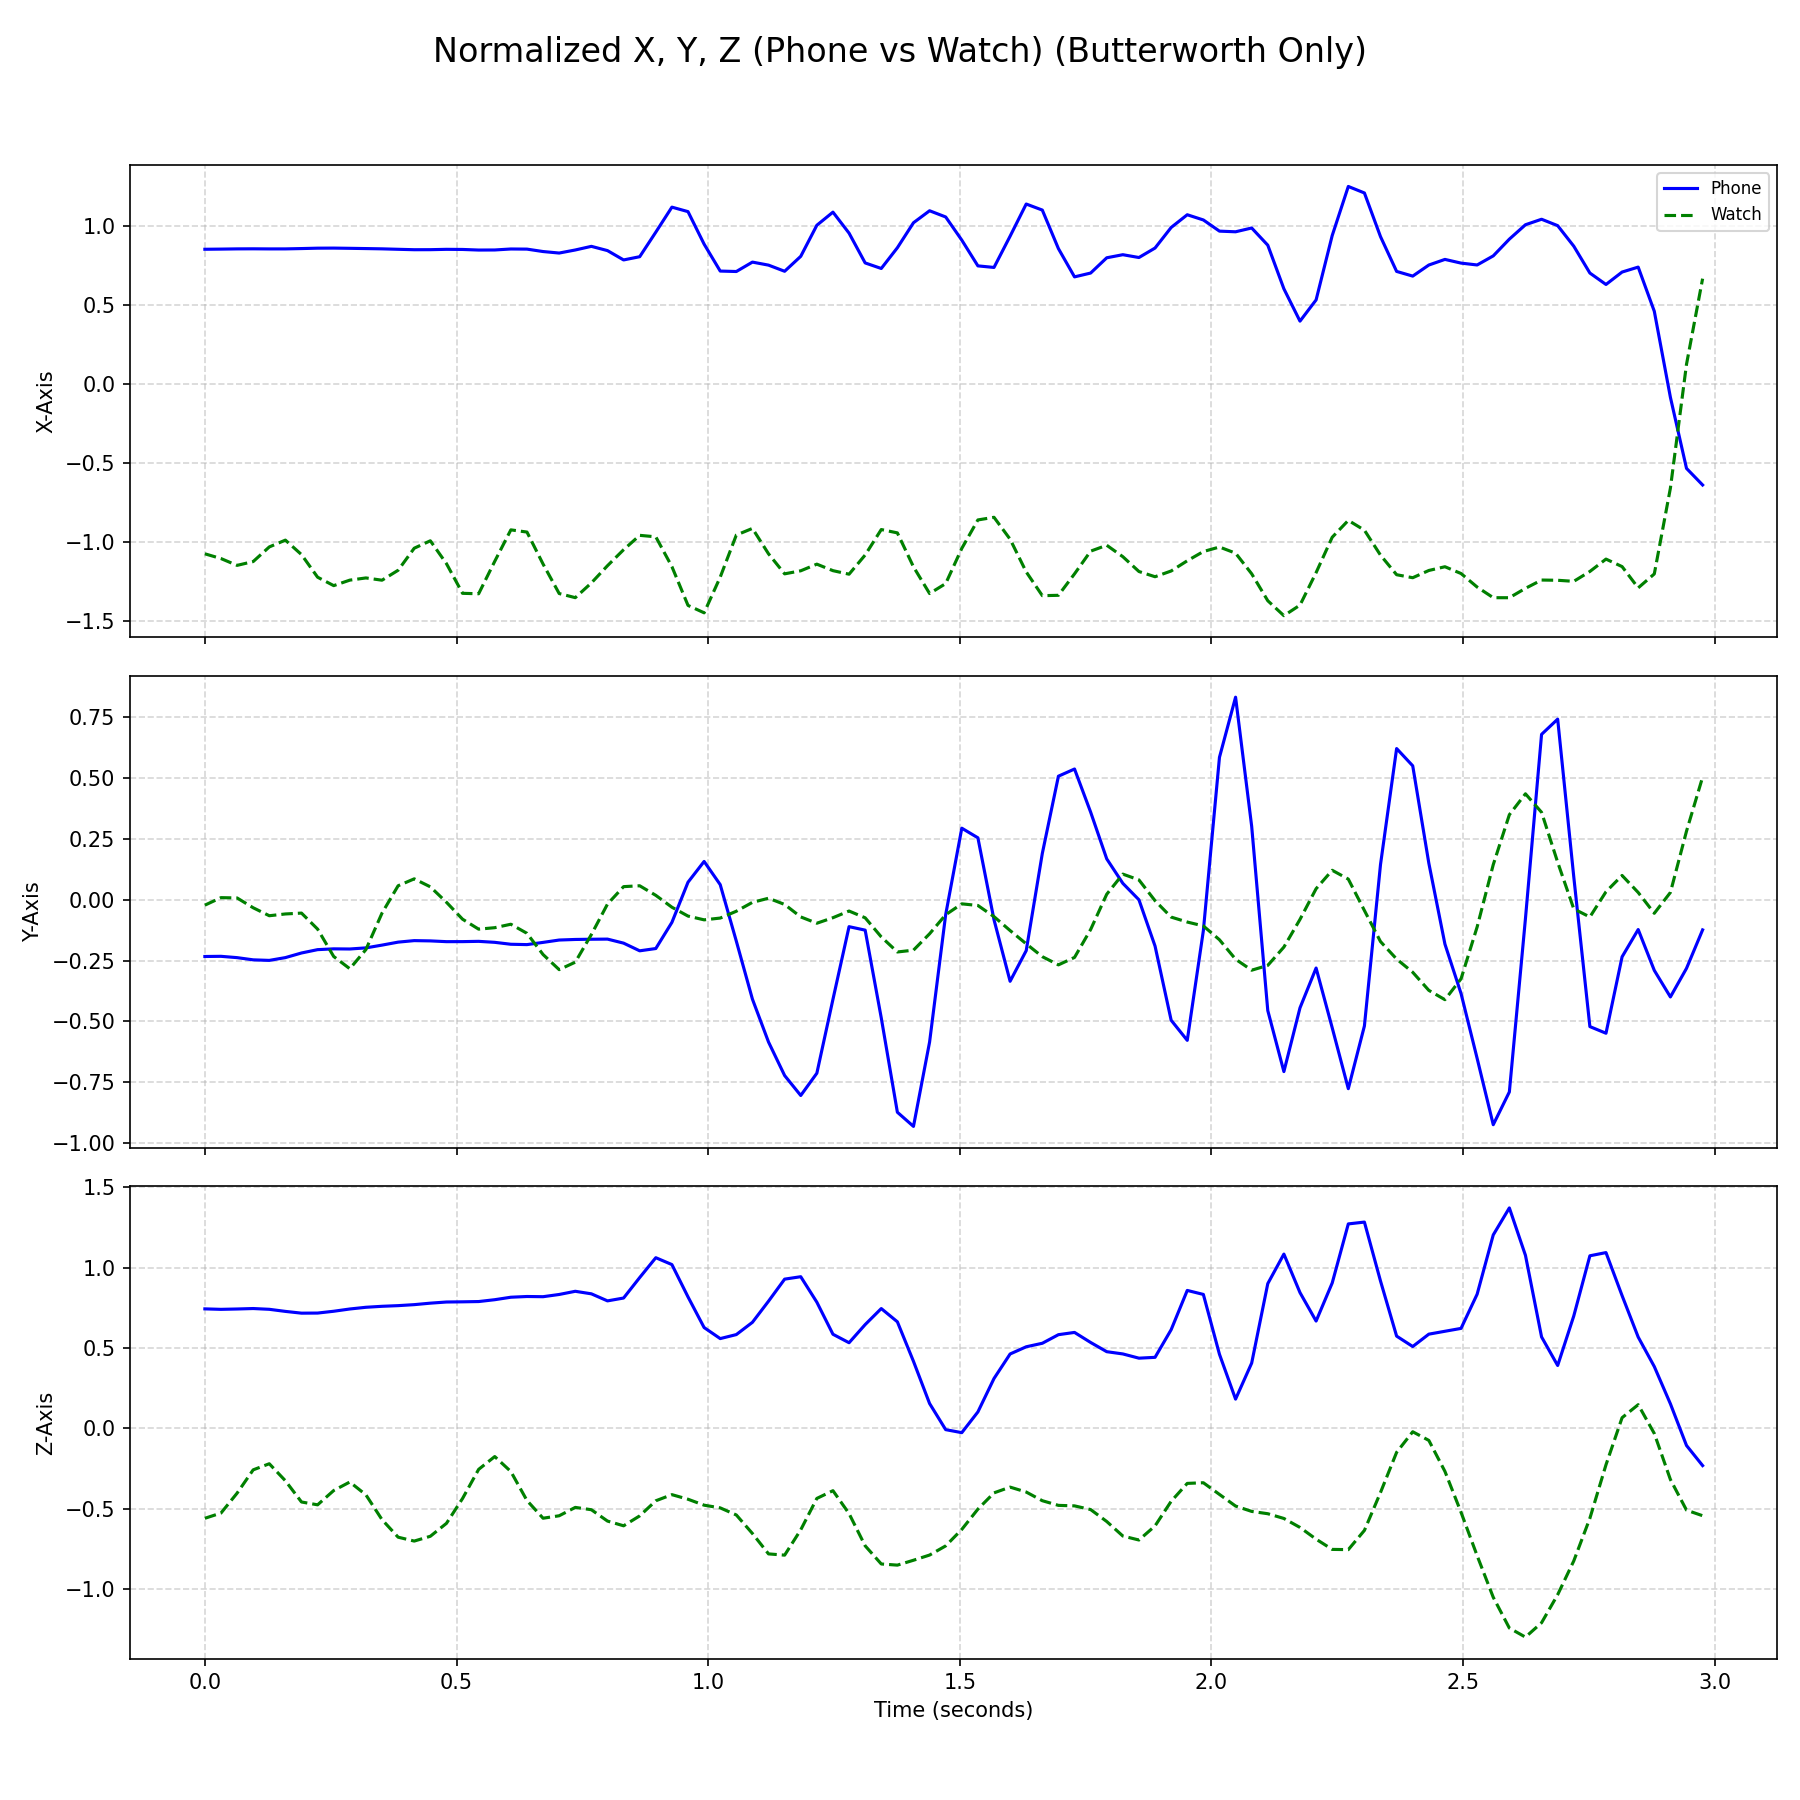 Normalized X, Y, Z (Phone vs Watch) (Butterworth Only)
Phone
Watch
1.0
0.5
0.0
−0.5
−1.0
−1.5
X-Axis
0.75
0.50
0.25
0.00
−0.25
−0.50
−0.75
−1.00
Y-Axis
1.5
1.0
0.5
0.0
−0.5
−1.0
Z-Axis
0.0 0.5 1.0 1.5 2.0 2.5 3.0
Time (seconds)